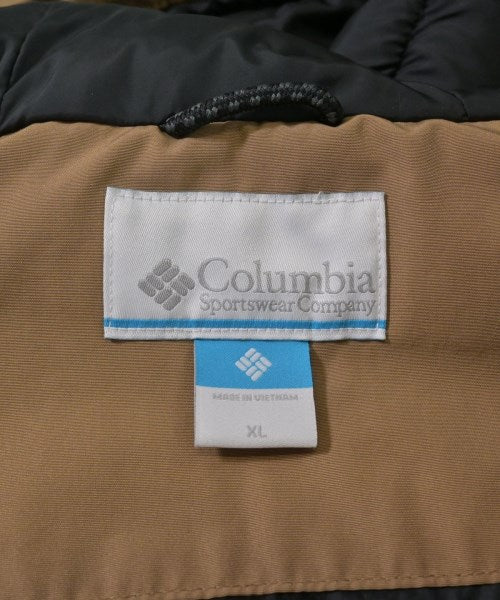 Columbia
Sportswear Company
MADE IN VIETNAM
XL